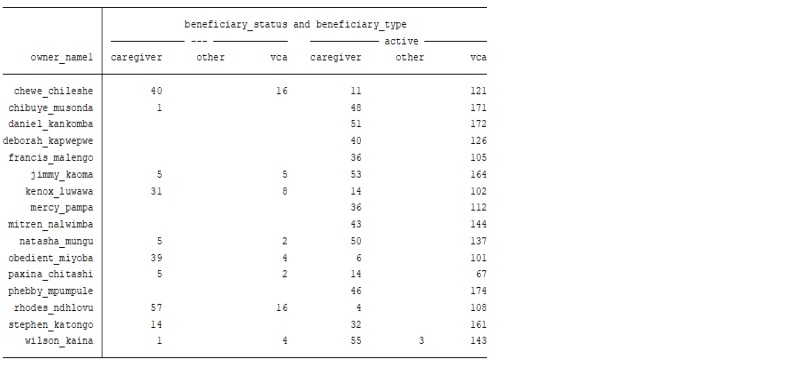 beneficiary_status and beneficiary_type
--- active
owner_name1 caregiver other vca caregiver other vca
chewe_chileshe 40 16 11 121
chibuye_musonda 1 48 171
daniel_kankomba 51 172
deborah_kapwepwe 40 126
francis_malengo 36 105
jimmy_kaoma 5 5 53 164
kenox_luwawa 31 8 14 102
mercy_pampa 36 112
mitren_nalwimba 43 144
natasha_mungu 5 2 50 137
obedient_miyoba 39 4 6 101
paxina_chitashi 5 2 14 67
phebby_mpumpule 46 174
rhodes_ndhlovu 57 16 4 108
stephen_katongo 14 32 161
wilson_kaina 1 4 55 3 143